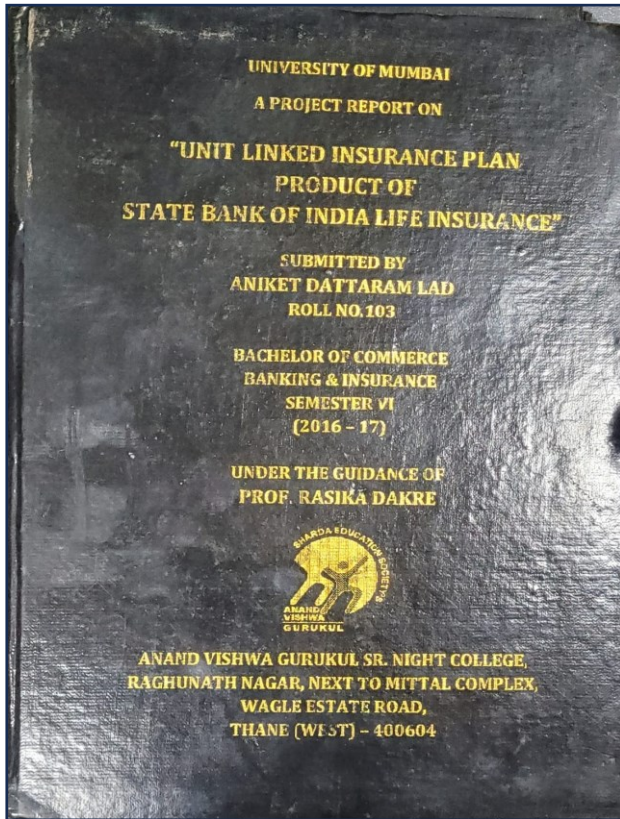 UNIVERSITY OF MUMBAI
A PROJECT REPORT ON
"UNIT LINKED INSURANCE PLAN
PRODUCT OF
STATE BANK OF INDIA LIFE INSURANCE"
SUBMITTED BY
ANIKET DATTARAM LAD
ROLL NO.103
BACHELOR OF COMMERCE
BANKING & INSURANCE
SEMESTER VI
(2016 – 17)
UNDER THE GUIDANCE OF
PROF. RASIKA DAKRE
SHARDA EDUCATION SOCIETY'S
ANAND
VISHWA
GURUKUL
ANAND VISHWA GURUKUL SR. NIGHT COLLEGE,
RAGHUNATH NAGAR, NEXT TO MITTAL COMPLEX,
WAGLE ESTATE ROAD,
THANE (WEST) – 400604